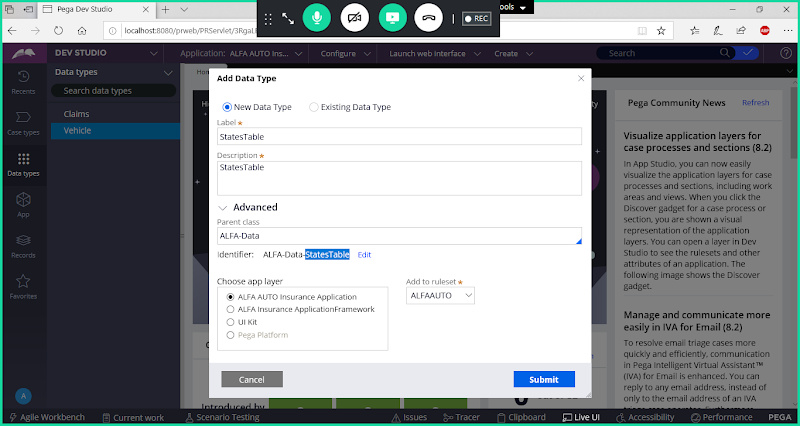 Pega Dev Studio
REC
ools
localhost:8080/prweb/PRServlet/3RgaLl
ABP
DEV STUDIO
Application: ALFA AUTO Ins...
Configure
Launch web interface
Create
Search
Recents
Case types
Data types
App
Records
Favorites
A
Data types
Search data types
Claims
Vehicle
Add Data Type
New Data Type
Existing Data Type
Label
StatesTable
Description
StatesTable
Advanced
Parent class
ALFA-Data
Identifier: ALFA-Data-StatesTable Edit
Choose app layer
ALFA AUTO Insurance Application
ALFA Insurance ApplicationFramework
UI Kit
Pega Platform
Add to ruleset
ALFAAUTO
Cancel
Submit
Introduced by
Pega Community News
Refresh
Visualize application layers for
case processes and sections (8.2)
In App Studio, you can now easily
visualize the application layers for case
processes and sections, including work
areas and views. When you click the
Discover gadget for a case process or
section, you are shown a visual
representation of the application
layers. You can open a layer in Dev
Studio to see the rulesets and other
attributes of an application. The
following image shows the Discover
gadget.
Manage and communicate more
easily in IVA for Email (8.2)
To resolve email triage cases more
quickly and efficiently, communication
in Pega Intelligent Virtual Assistant™
(IVA) for Email is enhanced. You can
reply to any email address, instead of
only to the email address of an IVA
Agile Workbench
Current work
Scenario Testing
Issues
Tracer
Clipboard
Live UI
Accessibility
Performance
PEGA